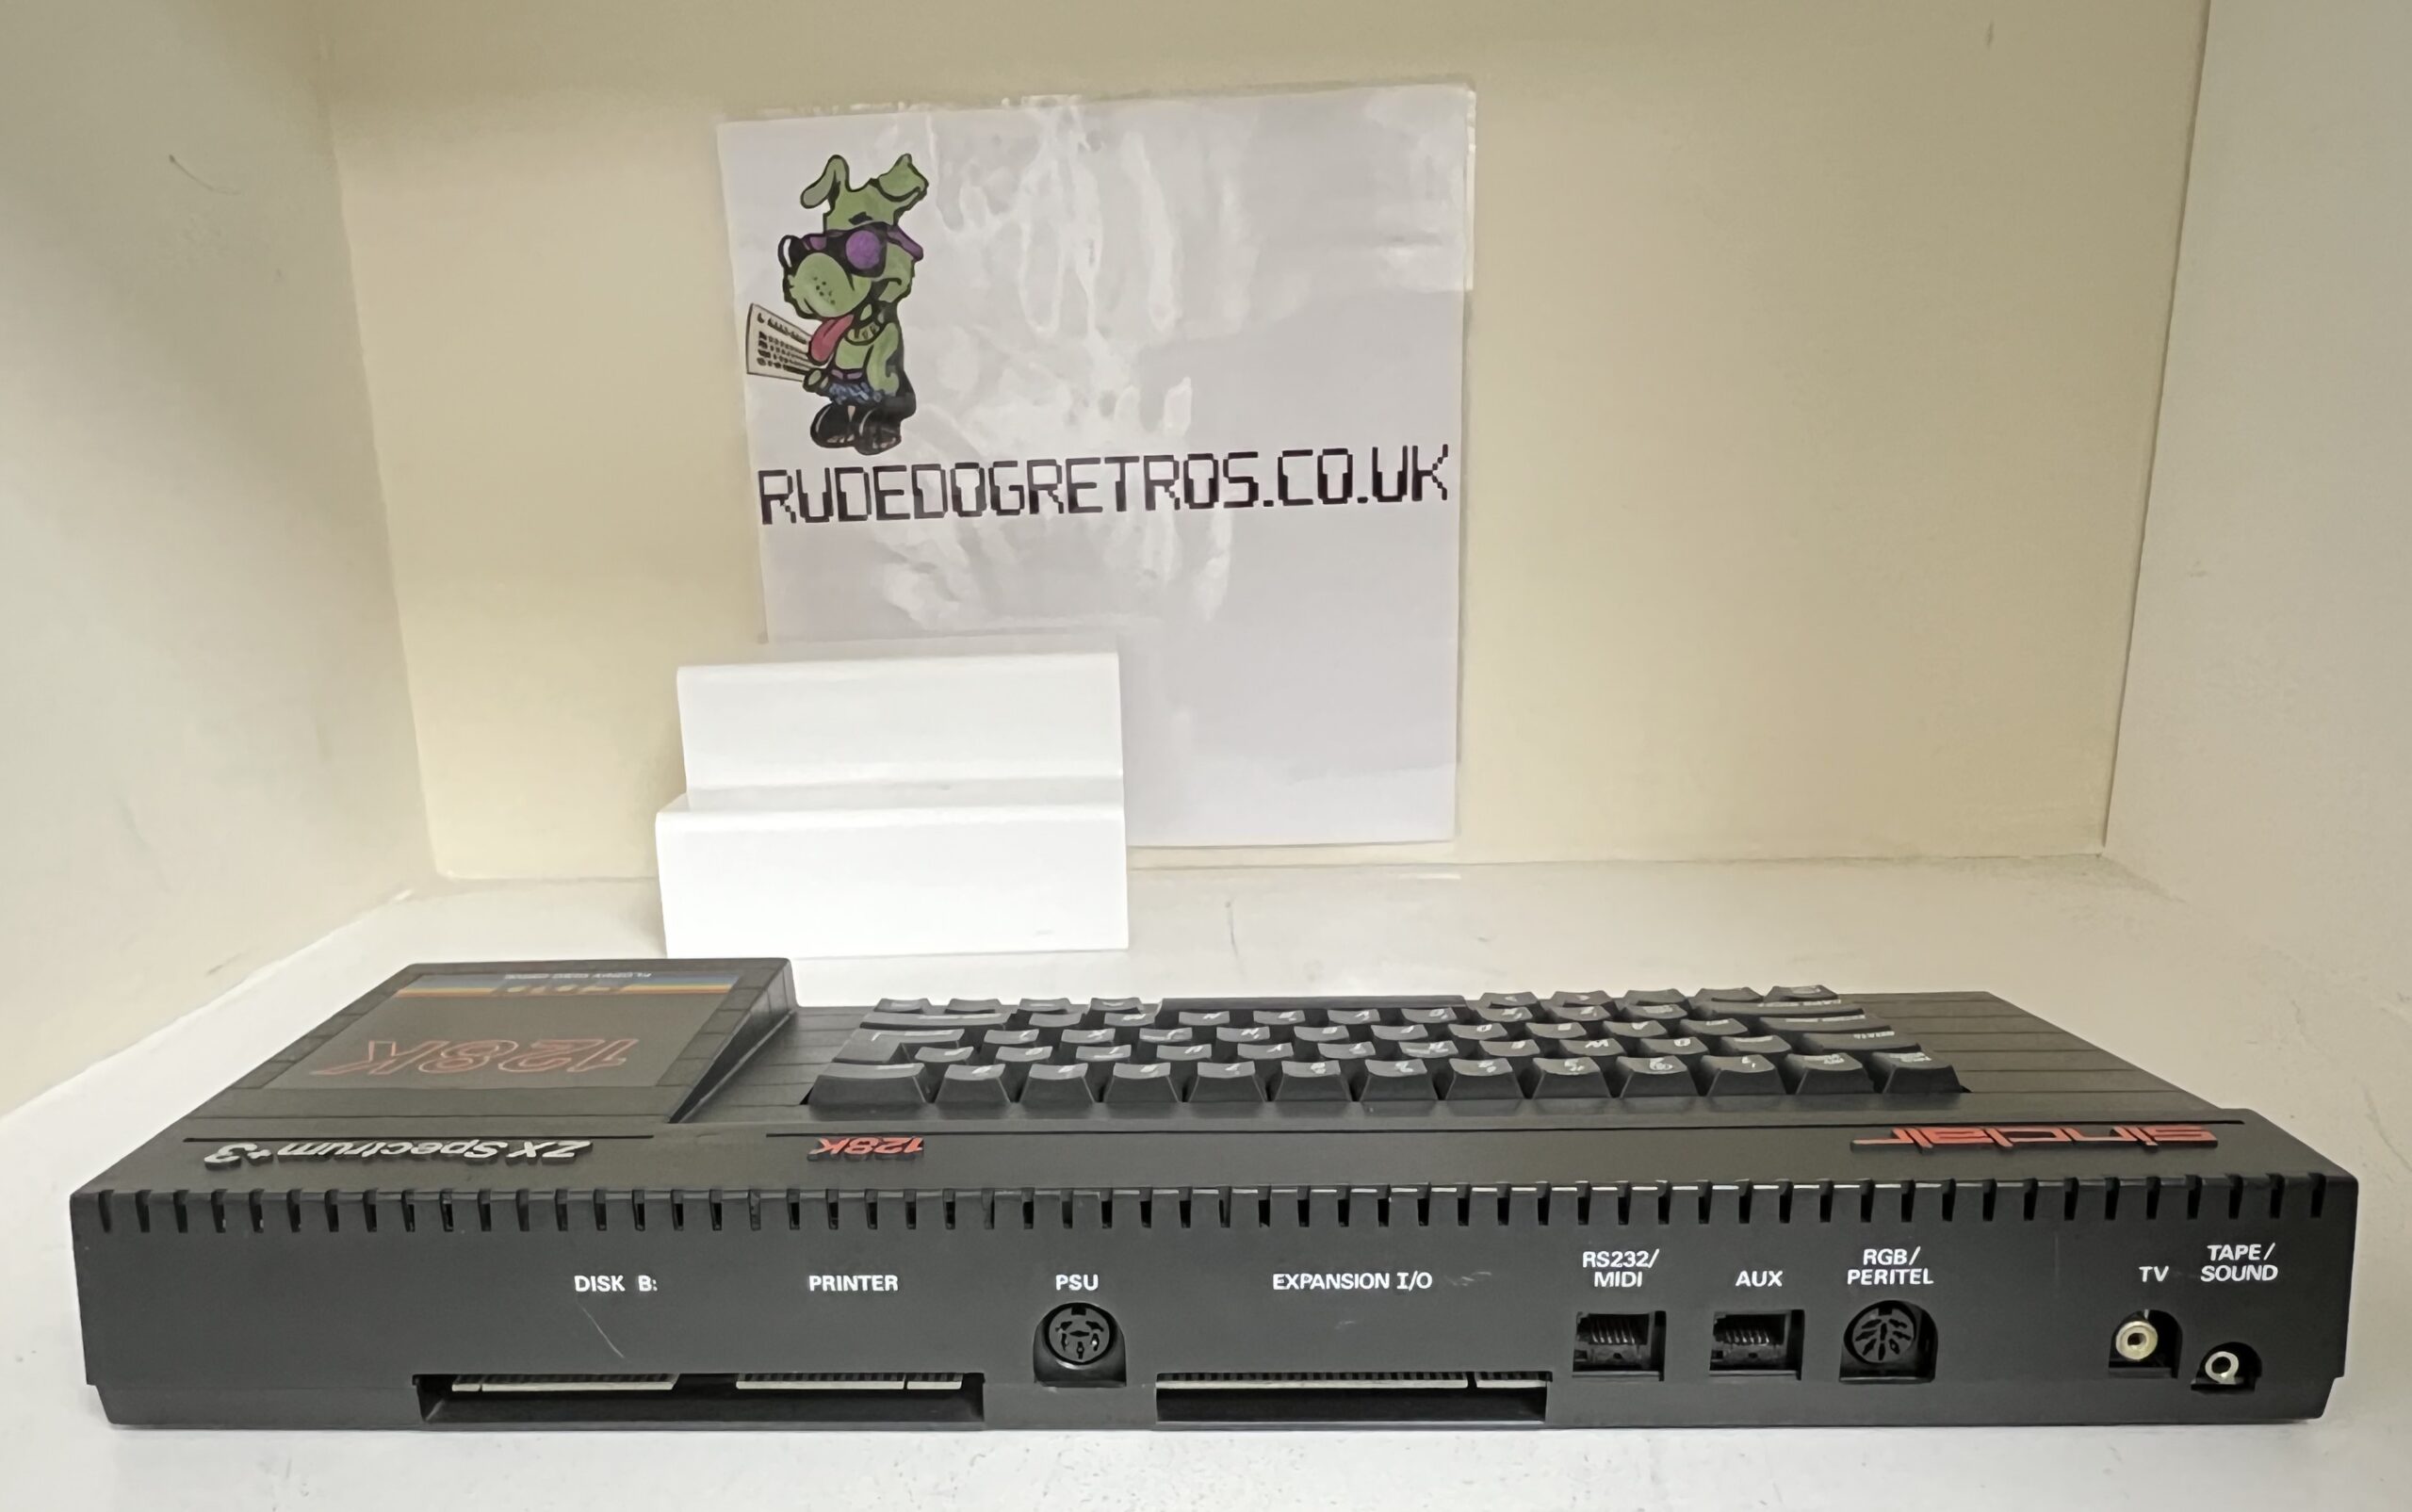 RUDEDOGRETROS.CO.UK
128K
ZX Spectrum+3
128K
sinclair
DISK B:
PRINTER
PSU
EXPANSION I/O
RS232/
MIDI
AUX
RGB/
PERITEL
TV
TAPE/
SOUND